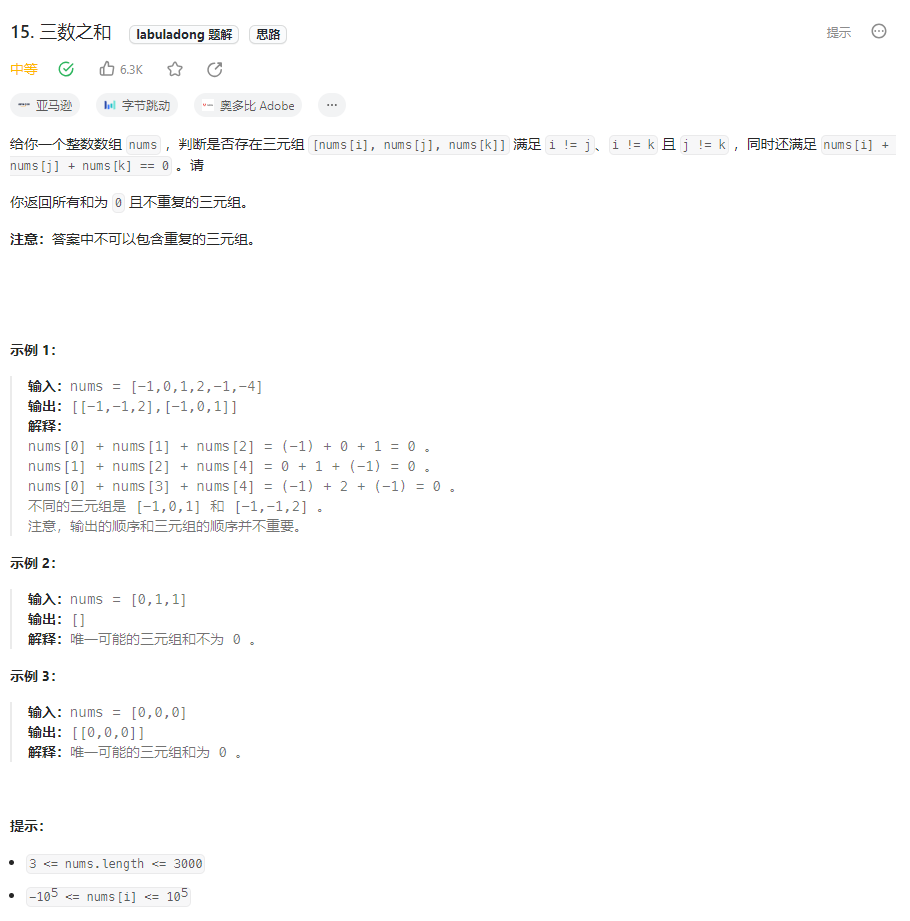 15. 三数之和 labuladong 题解 思路 提示
中等 6.3K
亚马逊 字节跳动 奥多比 Adobe ···
给你一个整数数组 nums ，判断是否存在三元组 [nums[i], nums[j], nums[k]] 满足 i != j、i != k 且 j != k ，同时还满足 nums[i] +
nums[j] + nums[k] == 0 。请
你返回所有和为 0 且不重复的三元组。
注意：答案中不可以包含重复的三元组。
示例 1：
输入：nums = [-1,0,1,2,-1,-4]
输出：[[-1,-1,2],[-1,0,1]]
解释：
nums[0] + nums[1] + nums[2] = (-1) + 0 + 1 = 0 。
nums[1] + nums[2] + nums[4] = 0 + 1 + (-1) = 0 。
nums[0] + nums[3] + nums[4] = (-1) + 2 + (-1) = 0 。
不同的三元组是 [-1,0,1] 和 [-1,-1,2] 。
注意，输出的顺序和三元组的顺序并不重要。
示例 2：
输入：nums = [0,1,1]
输出：[]
解释：唯一可能的三元组和不为 0 。
示例 3：
输入：nums = [0,0,0]
输出：[[0,0,0]]
解释：唯一可能的三元组和为 0 。
提示：
• 3 <= nums.length <= 3000
• -10⁵ <= nums[i] <= 10⁵